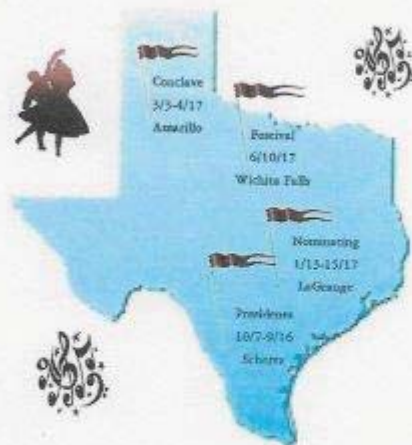 Conclave
3/3-4/17
Amarillo
Festival
6/10/17
Wichita Falls
Nominating
1/13-15/17
LaGrange
Presidents
10/7-9/16
Schertz